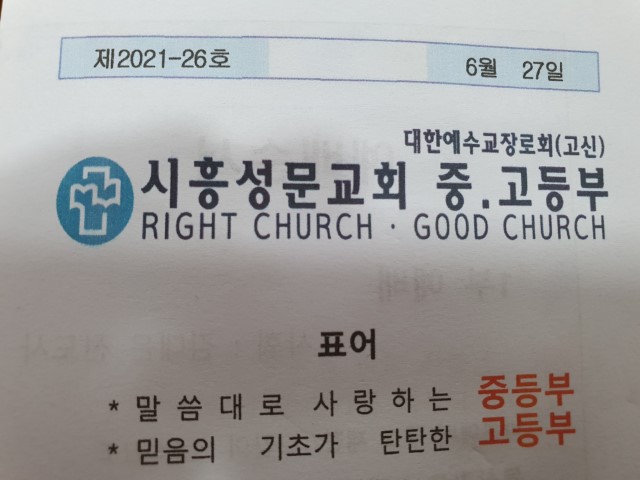 제2021-26호 6월 27일
대한예수교장로회(고신)
시흥성문교회 중.고등부
RIGHT CHURCH · GOOD CHURCH
표어
* 말씀대로 사랑하는 중등부
* 믿음의 기초가 탄탄한 고등부